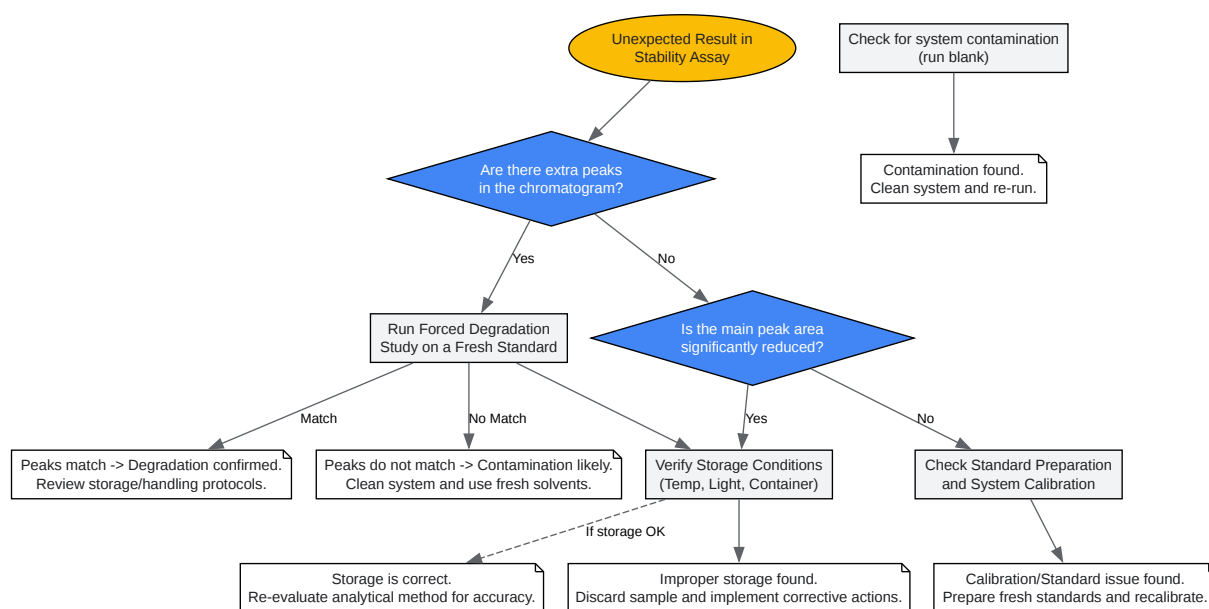 Unexpected Result in
Stability Assay
Check for system contamination
(run blank)
Are there extra peaks
in the chromatogram?
Contamination found.
Clean system and re-run.
Yes
No
Run Forced Degradation
Study on a Fresh Standard
Is the main peak area
significantly reduced?
Match
No Match
Yes
No
Peaks match -> Degradation confirmed.
Review storage/handling protocols.
Peaks do not match -> Contamination likely.
Clean system and use fresh solvents.
Verify Storage Conditions
(Temp, Light, Container)
Check Standard Preparation
and System Calibration
If storage OK
Storage is correct.
Re-evaluate analytical method for accuracy.
Improper storage found.
Discard sample and implement corrective actions.
Calibration/Standard issue found.
Prepare fresh standards and recalibrate.